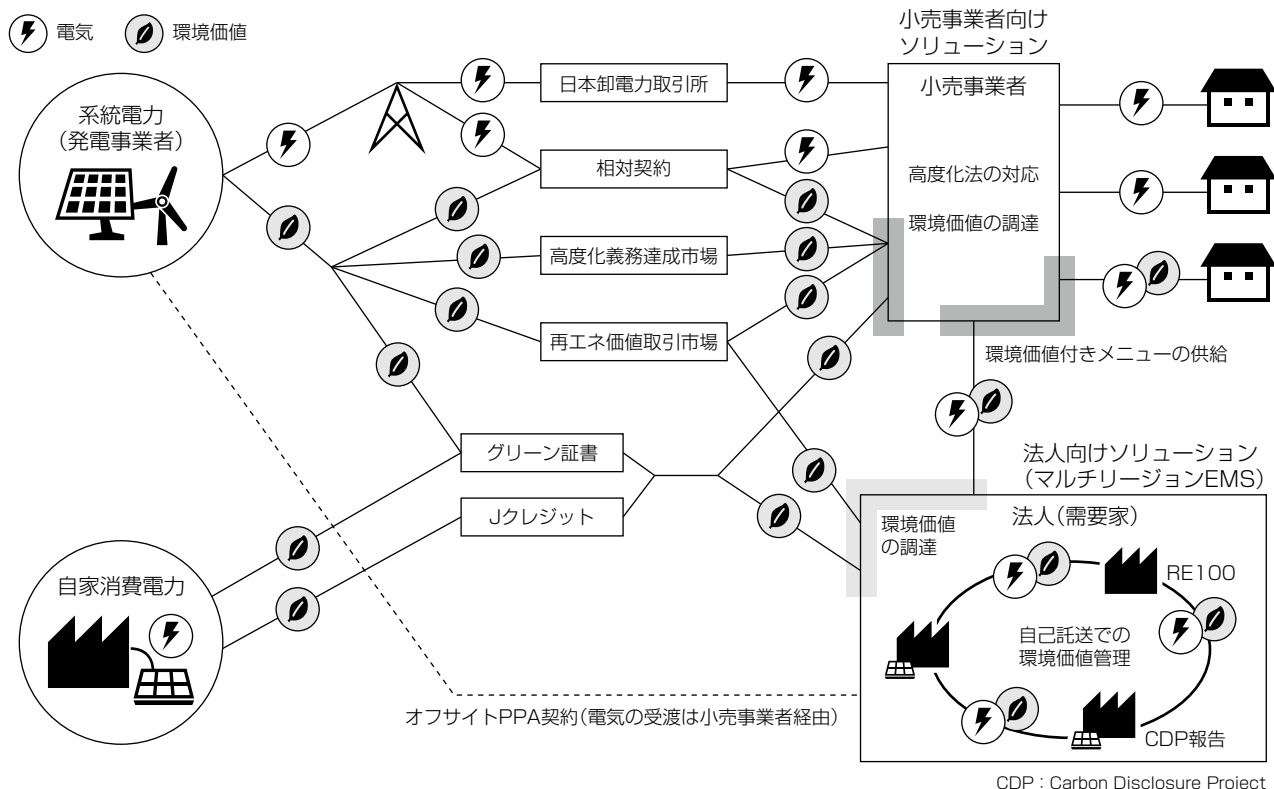 電気
環境価値
系統電力
(発電事業者)
日本卸電力取引所
相対契約
高度化義務達成市場
再エネ価値取引市場
小売事業者向け
ソリューション
小売事業者
高度化法の対応
環境価値の調達
環境価値付きメニューの供給
グリーン証書
Jクレジット
自家消費電力
オフサイトPPA契約(電気の受渡は小売事業者経由)
法人向けソリューション
(マルチリージョンEMS)
環境価値
の調達
法人(需要家)
RE100
自己託送での
環境価値管理
CDP報告
CDP:Carbon Disclosure Project